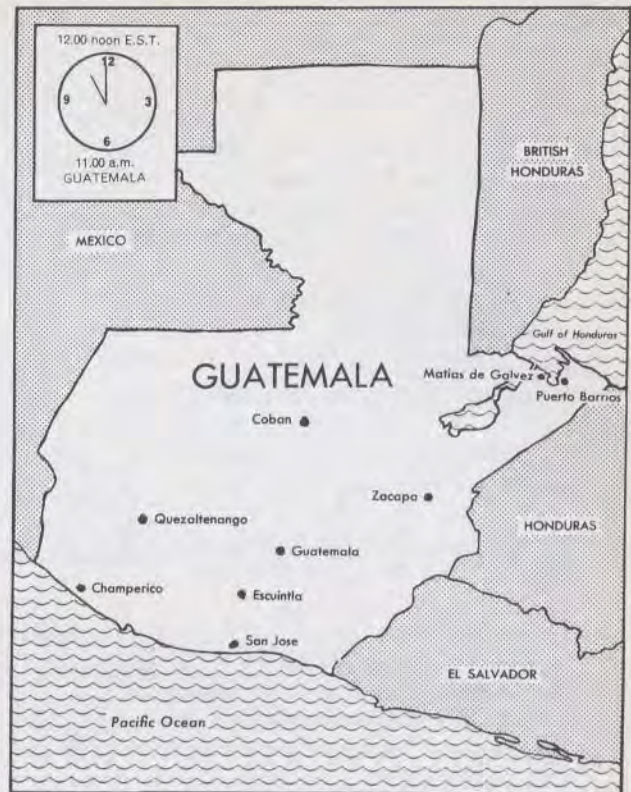 12.00 noon E.S.T.
12
9
3
6
11.00 a.m.
GUATEMALA
BRITISH
HONDURAS
MEXICO
Gulf of Honduras
GUATEMALA
Matias de Galvez
Puerto Barrios
Coban
Zacapa
Quezaltenango
HONDURAS
Guatemala
Champerico
Escuintla
San Jose
EL SALVADOR
Pacific Ocean